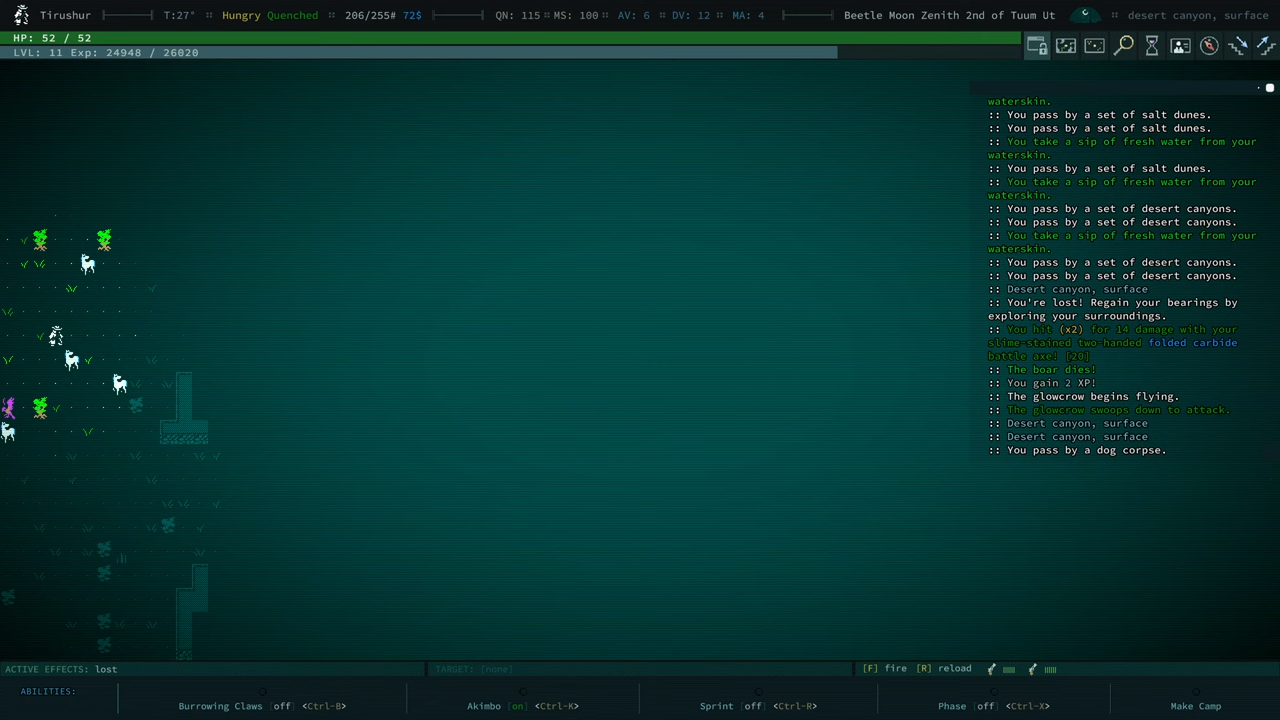 Tirushur T:27° :: Hungry Quenched :: 206/255# 72$ QN: 115 :: MS: 100 :: AV: 6 :: DV: 12 :: MA: 4 Beetle Moon Zenith 2nd of Tuum Ut :: desert canyon, surface
HP: 52 / 52
LVL: 11 Exp: 24948 / 26020
waterskin.
:: You pass by a set of salt dunes.
:: You pass by a set of salt dunes.
:: You take a sip of fresh water from your
waterskin.
:: You pass by a set of salt dunes.
:: You take a sip of fresh water from your
waterskin.
:: You pass by a set of desert canyons.
:: You pass by a set of desert canyons.
:: You take a sip of fresh water from your
waterskin.
:: You pass by a set of desert canyons.
:: You pass by a set of desert canyons.
:: Desert canyon, surface
:: You're lost! Regain your bearings by
exploring your surroundings.
:: You hit (x2) for 14 damage with your
slime-stained two-handed folded carbide
battle axe! [20]
:: The boar dies!
:: You gain 2 XP!
:: The glowcrow begins flying.
:: The glowcrow swoops down to attack.
:: Desert canyon, surface
:: Desert canyon, surface
:: You pass by a dog corpse.
ACTIVE EFFECTS: lost TARGET: [none] [F] fire [R] reload
ABILITIES: Burrowing Claws [off] <Ctrl-B> Akimbo [on] <Ctrl-K> Sprint [off] <Ctrl-R> Phase [off] <Ctrl-X> Make Camp